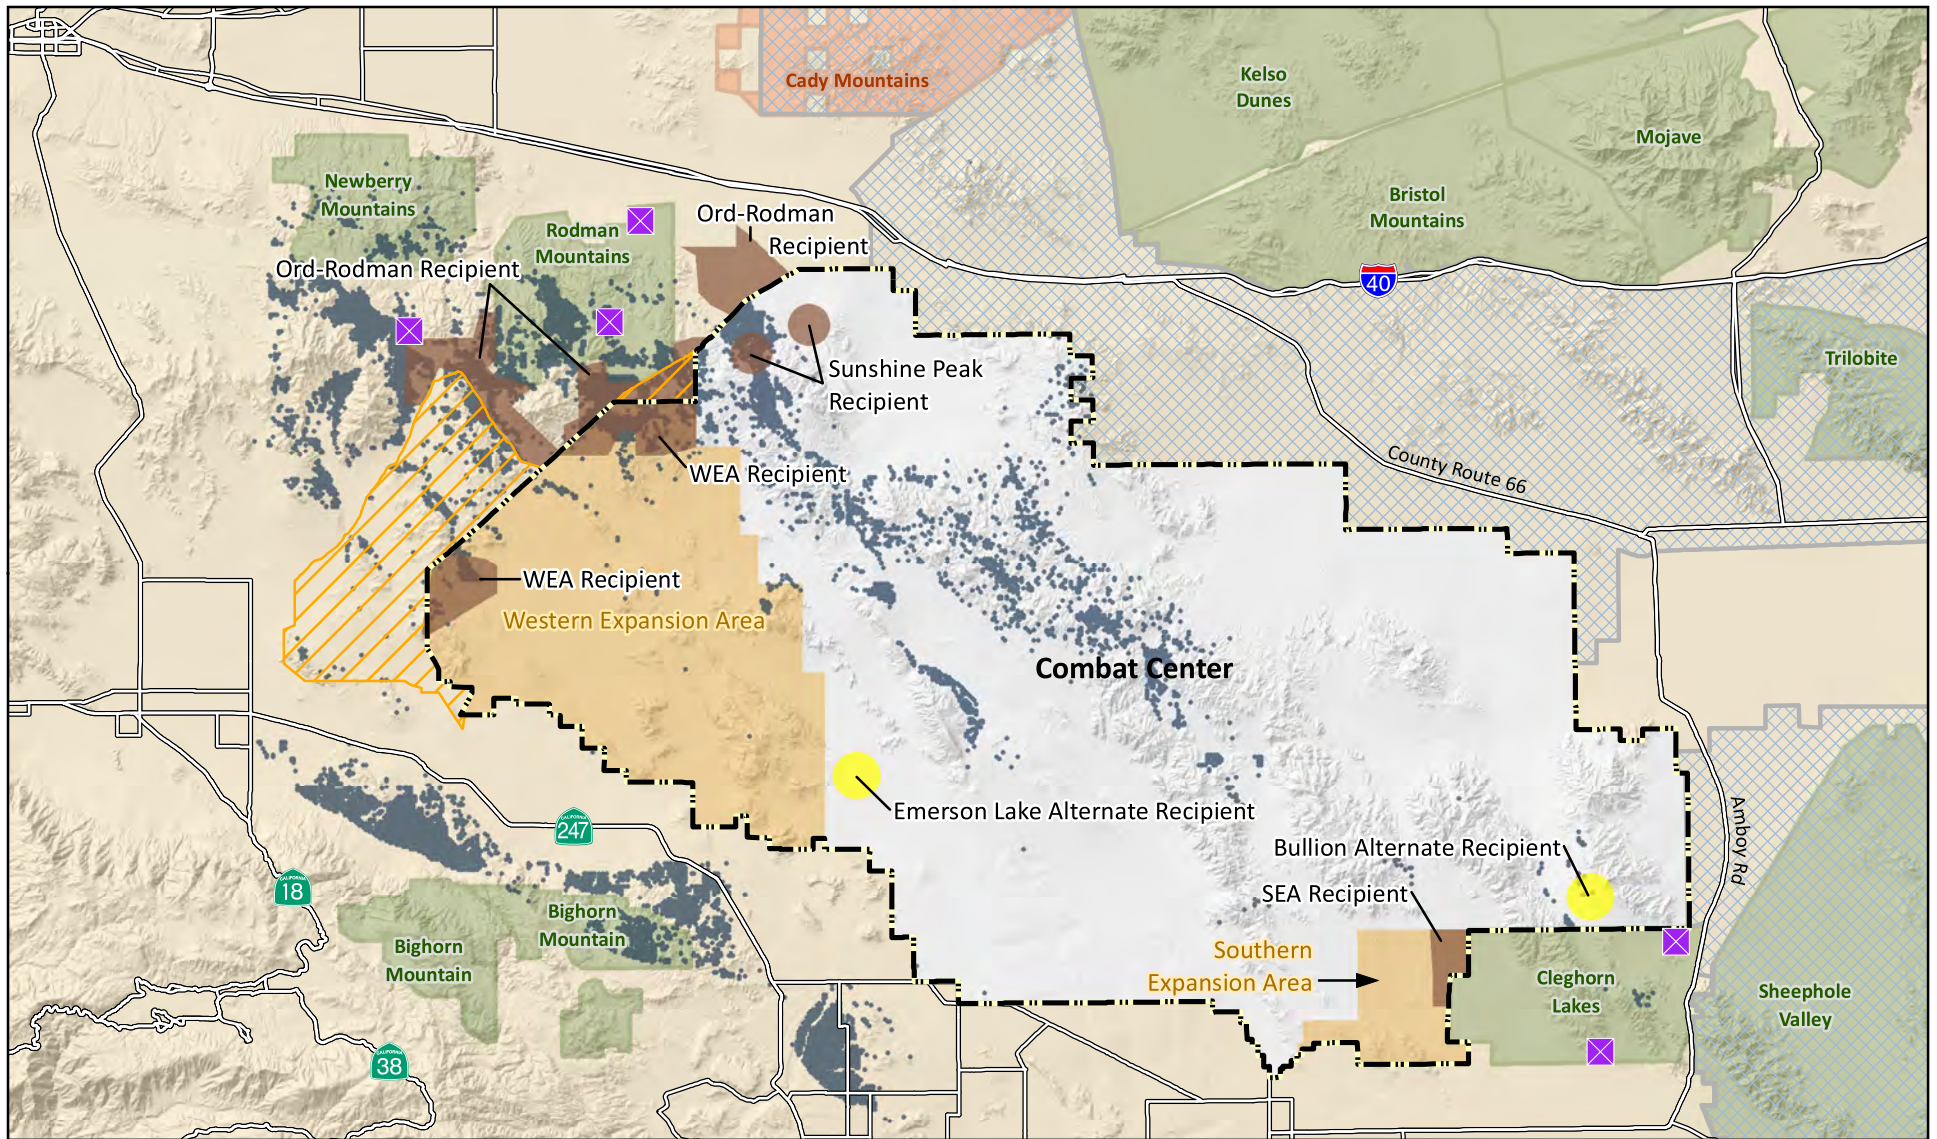 Cady Mountains
Kelso
Dunes
Mojave
Bristol
Mountains
Newberry
Mountains
Rodman
Mountains
Ord-Rodman
Recipient
Ord-Rodman Recipient
40
Trilobite
Sunshine Peak
Recipient
County Route 66
WEA Recipient
WEA Recipient
Western Expansion Area
Combat Center
Emerson Lake Alternate Recipient
CALIFORNIA
247
Bullion Alternate Recipient
Amboy Rd
SEA Recipient
CALIFORNIA
18
Bighorn
Mountain
Bighorn
Mountain
Southern
Expansion Area
Cleghorn
Lakes
Sheephole
Valley
CALIFORNIA
38